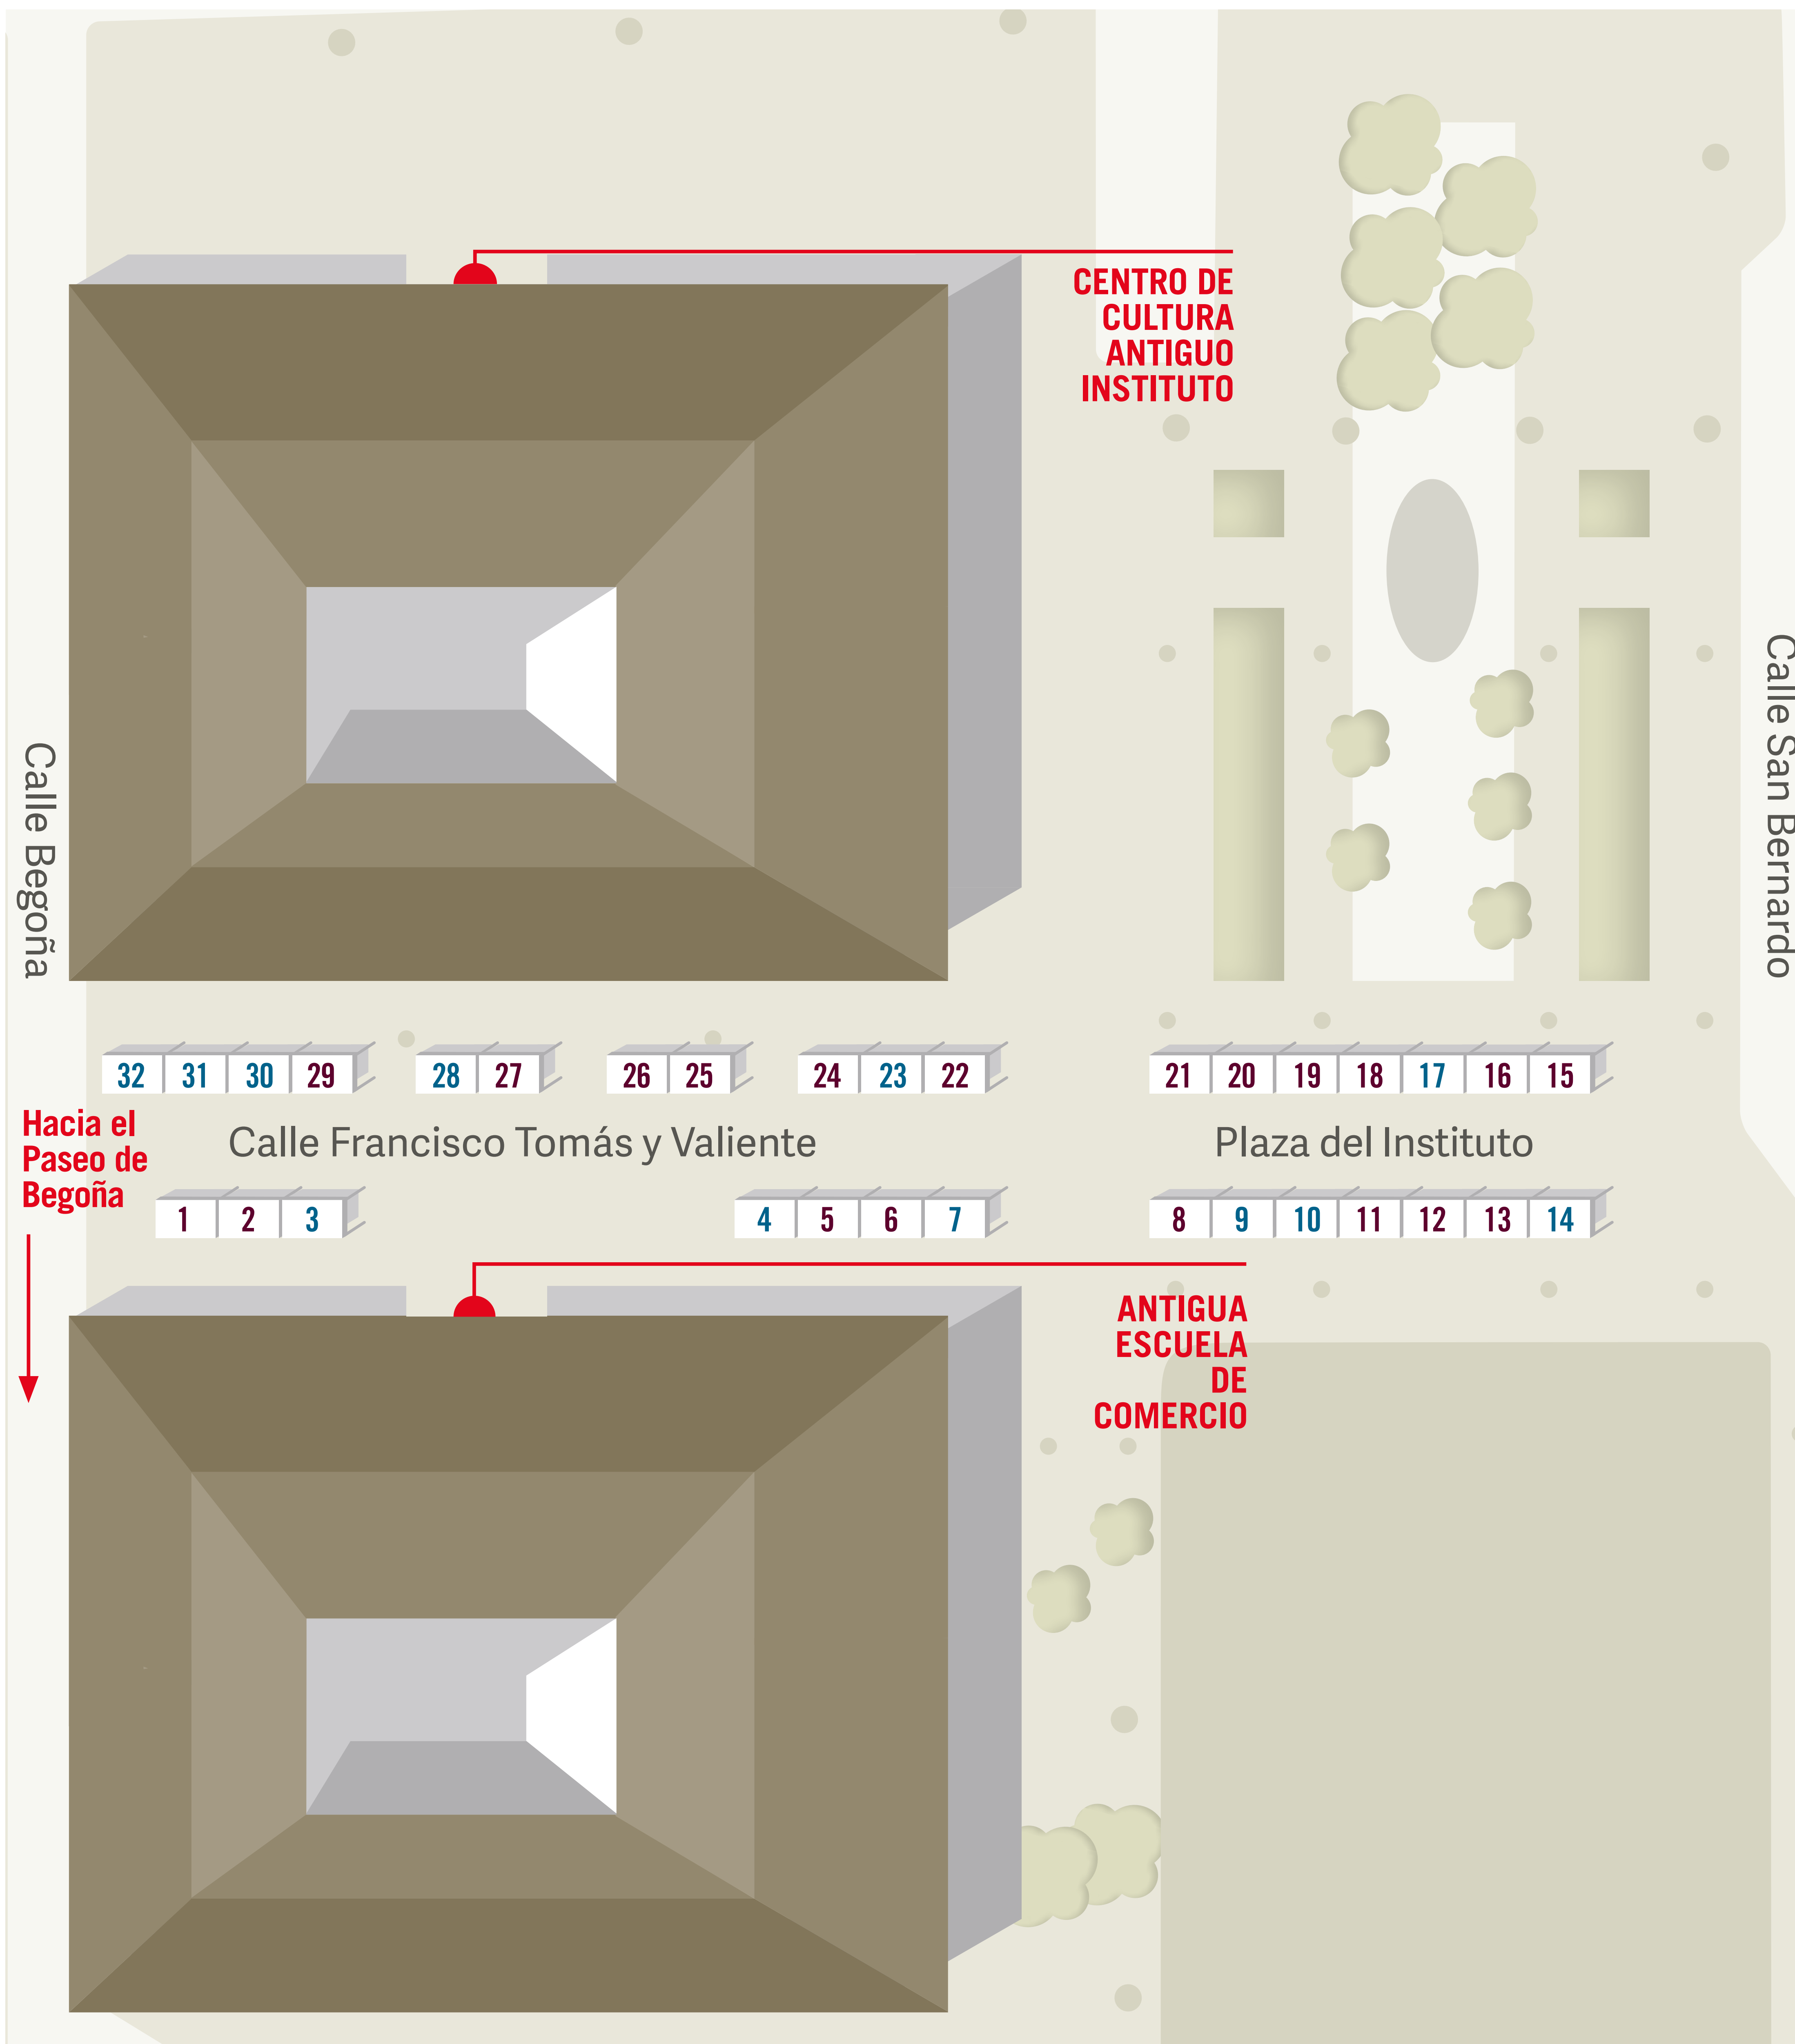 CENTRO DE
CULTURA
ANTIGUO
INSTITUTO
Calle San Bernardo
Calle Begoña
32 31 30 29 28 27 26 25 24 23 22 21 20 19 18 17 16 15
Hacia el
Paseo de
Begoña
Calle Francisco Tomás y Valiente
Plaza del Instituto
1 2 3 4 5 6 7 8 9 10 11 12 13 14
ANTIGUA
ESCUELA
DE
COMERCIO